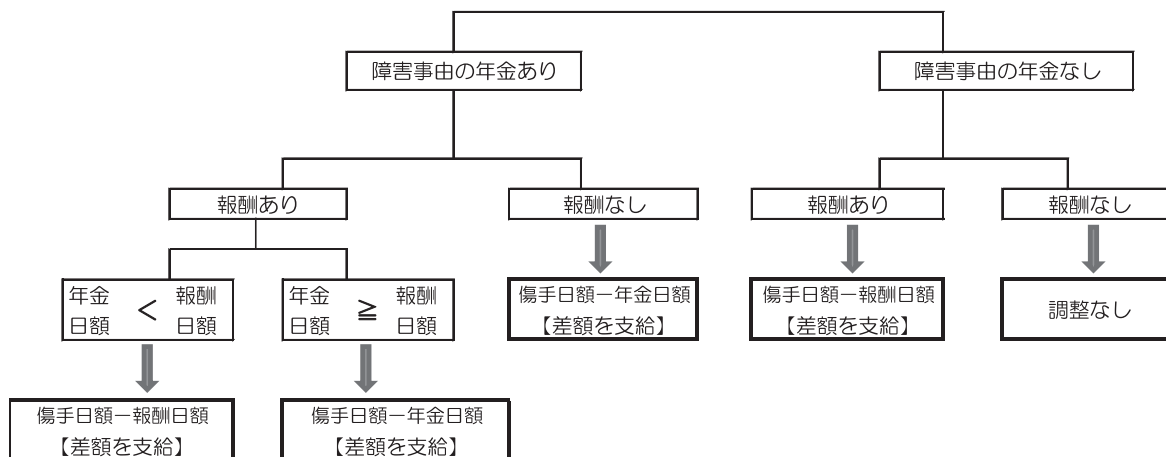 障害事由の年金あり
障害事由の年金なし
報酬あり
報酬なし
報酬あり
報酬なし
年金日額 < 報酬日額
年金日額 ≧ 報酬日額
傷手日額－年金日額
【差額を支給】
傷手日額－報酬日額
【差額を支給】
調整なし
傷手日額－報酬日額
【差額を支給】
傷手日額－年金日額
【差額を支給】